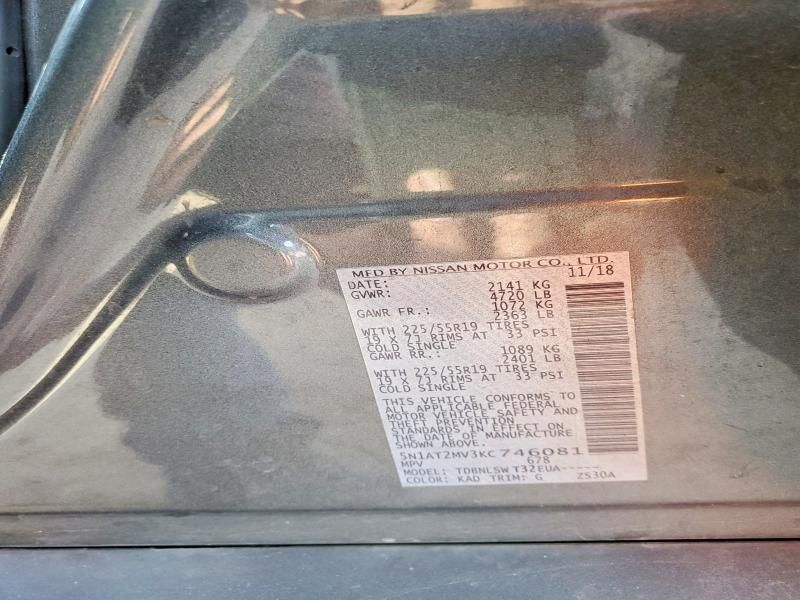 MFD BY NISSAN MOTOR CO., LTD.
DATE: 11/18
GVWR: 2141 KG
4720 LB
GAWR FR.: 1072 KG
2363 LB
WITH 225/55R19 TIRES
19 X 7J RIMS AT 33 PSI
COLD SINGLE
GAWR RR.: 1089 KG
2401 LB
WITH 225/55R19 TIRES
19 X 7J RIMS AT 33 PSI
COLD SINGLE
THIS VEHICLE CONFORMS TO
ALL APPLICABLE FEDERAL
MOTOR VEHICLE SAFETY AND
THEFT PREVENTION
STANDARDS IN EFFECT ON
THE DATE OF MANUFACTURE
SHOWN ABOVE.
5N1AT2MV3KC746081
MPV 678
MODEL: TDBNLSW T32EUA-----
COLOR: KAD TRIM: G ZS30A